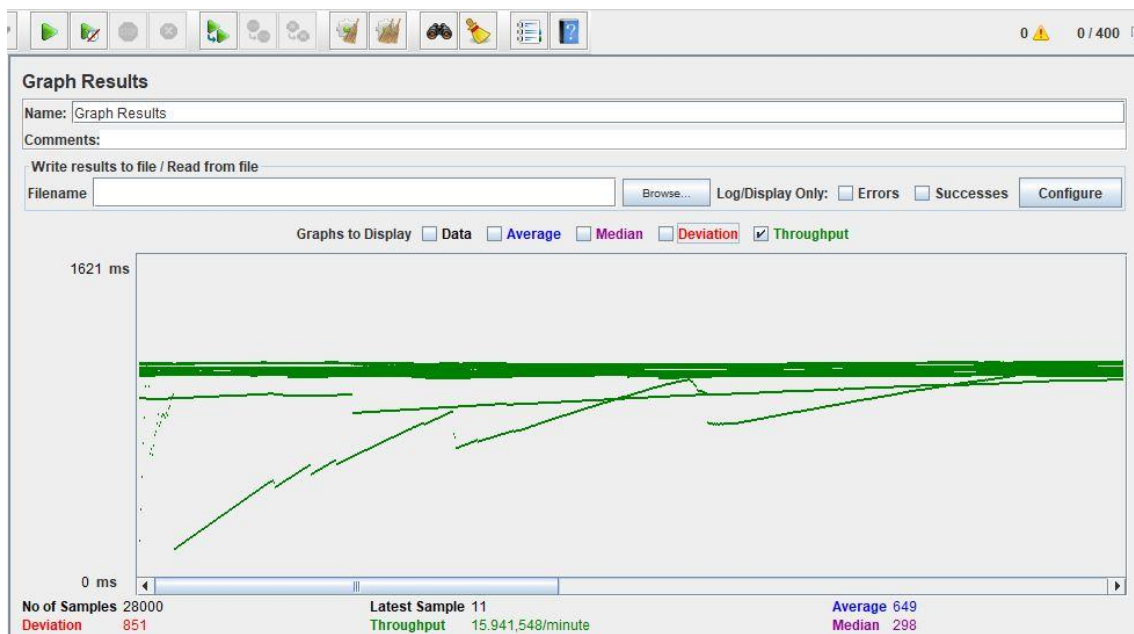 0 0 / 400
Graph Results
Name: Graph Results
Comments:
Write results to file / Read from file
Filename Browse... Log/Display Only: Errors Successes Configure
Graphs to Display Data Average Median Deviation Throughput
1621 ms
0 ms
No of Samples 28000 Latest Sample 11 Average 649
Deviation 851 Throughput 15.941,548/minute Median 298